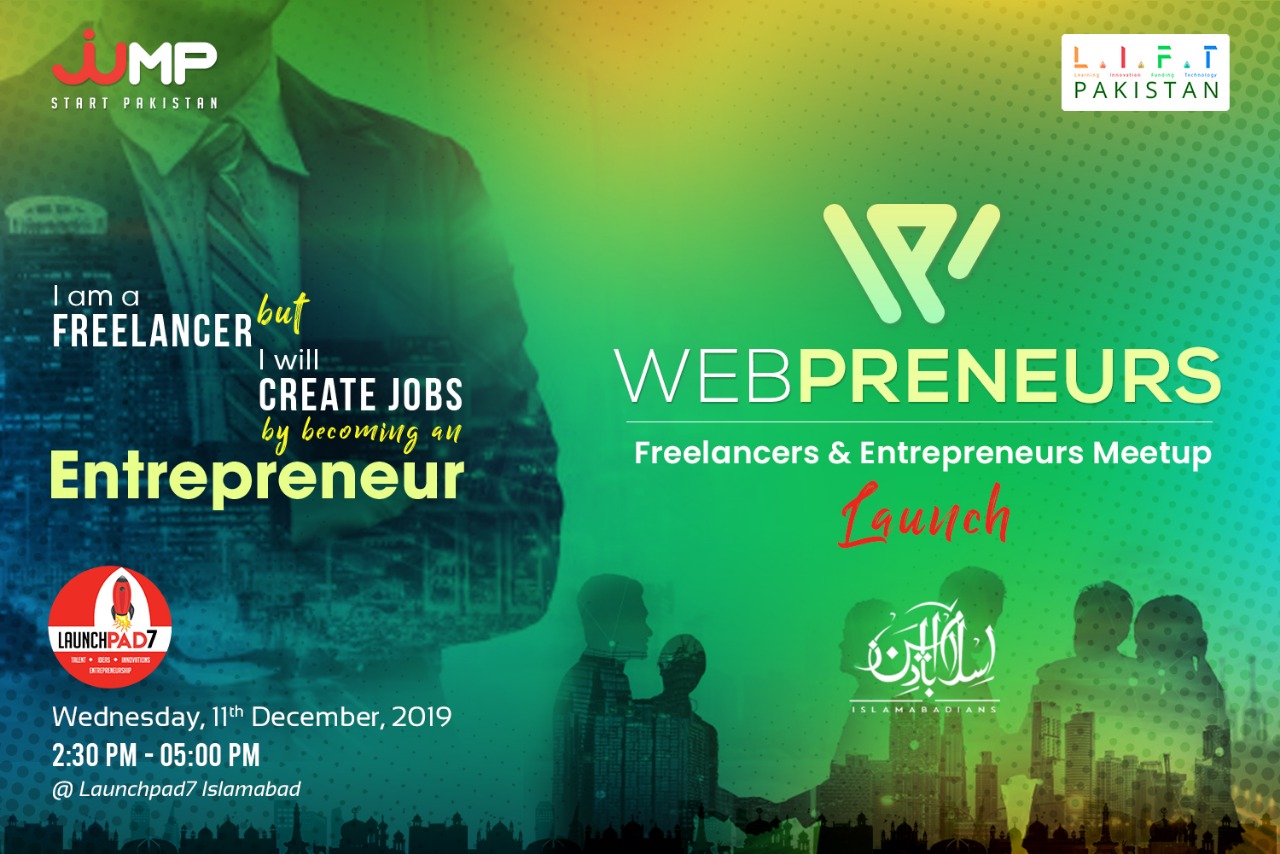 JUMP
START PAKISTAN
L.I.F.T
Learning Innovation Funding Technology
PAKISTAN
I am a
FREELANCER but
I will
CREATE JOBS
by becoming an
Entrepreneur
WEBPRENEURS
Freelancers & Entrepreneurs Meetup
Launch
LAUNCHPAD7
TALENT • IDEAS • INNOVATIONS
ENTREPRENEURSHIP
اسلام آبادینز
ISLAMABADIANS
Wednesday, 11th December, 2019
2:30 PM - 05:00 PM
@ Launchpad7 Islamabad